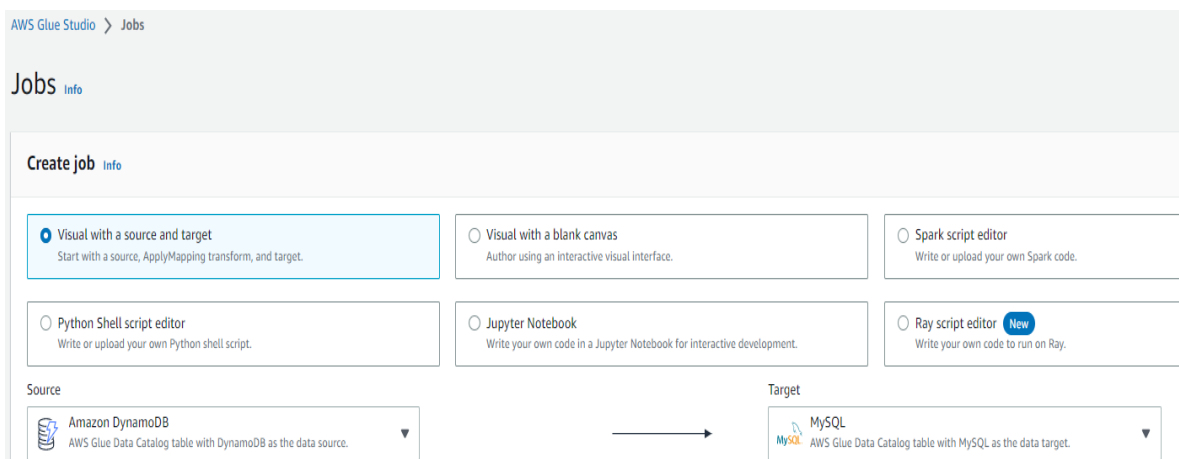 AWS Glue Studio > Jobs
Jobs Info
Create job Info
Visual with a source and target
Start with a source, ApplyMapping transform, and target.
Visual with a blank canvas
Author using an interactive visual interface.
Spark script editor
Write or upload your own Spark code.
Python Shell script editor
Write or upload your own Python shell script.
Jupyter Notebook
Write your own code in a Jupyter Notebook for interactive development.
Ray script editor New
Write your own code to run on Ray.
Source
Amazon DynamoDB
AWS Glue Data Catalog table with DynamoDB as the data source.
Target
MySQL
MySQL
AWS Glue Data Catalog table with MySQL as the data target.